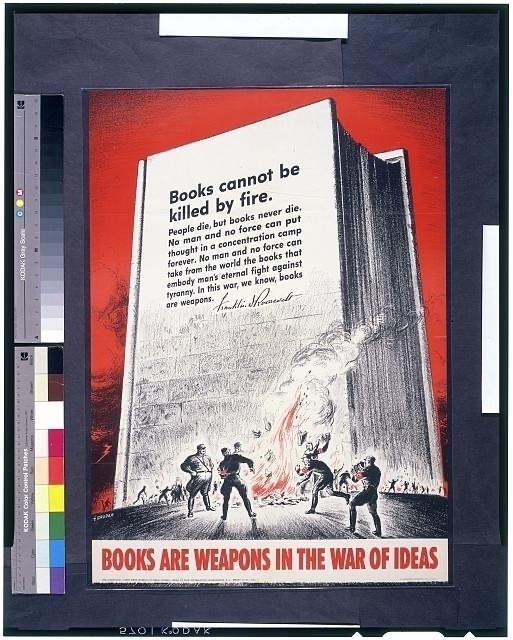 Books cannot be
killed by fire.
People die, but books never die.
No man and no force can put
thought in a concentration camp
forever. No man and no force can
take from the world the books that
embody man's eternal fight against
tyranny. In this war, we know, books
are weapons. Franklin D Roosevelt
BOOKS ARE WEAPONS IN THE WAR OF IDEAS
KODAK Gray Scale
KODAK Color Control Patches